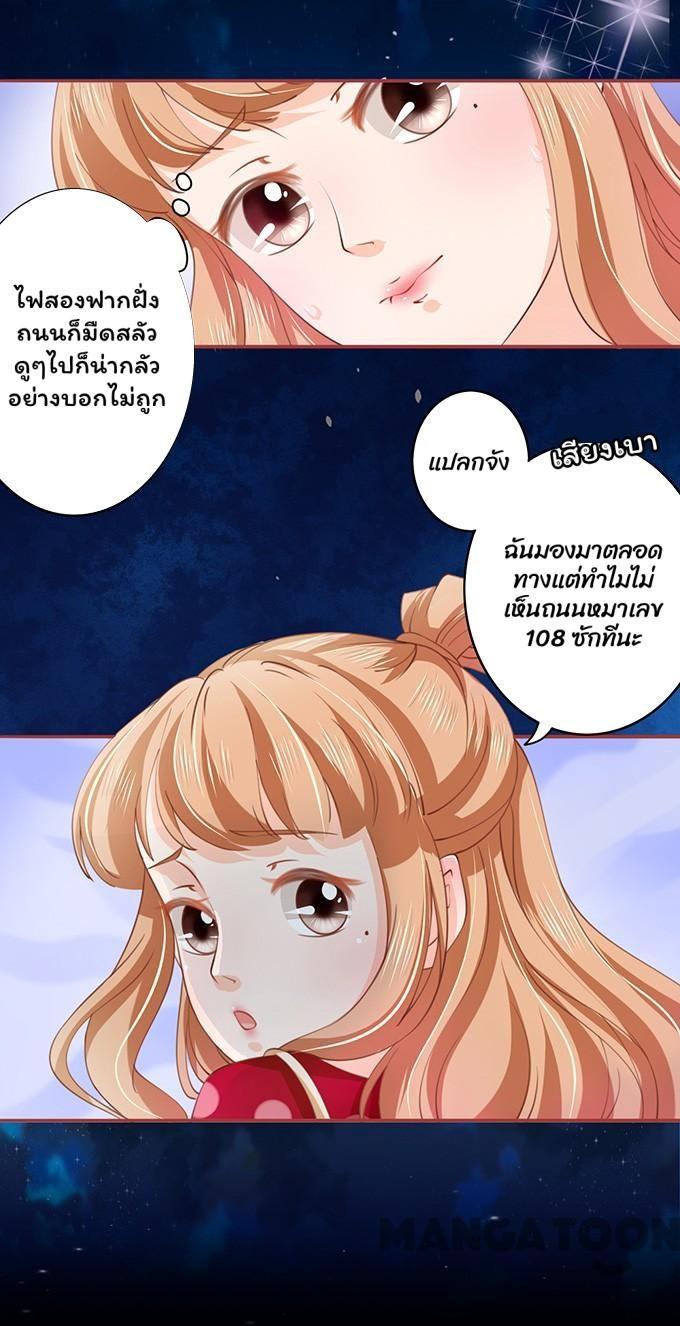 ไฟสองฟากฝั่ง
ถนนก็มืดสลัว
ดูๆไปก็น่ากลัว
อย่างบอกไม่ถูก
แปลกจัง
เสียงเบา
ฉันมองมาตลอด
ทางแต่ทำไมไม่
เห็นถนนหมาเลข
108 ซักทีนะ
MANGATOON